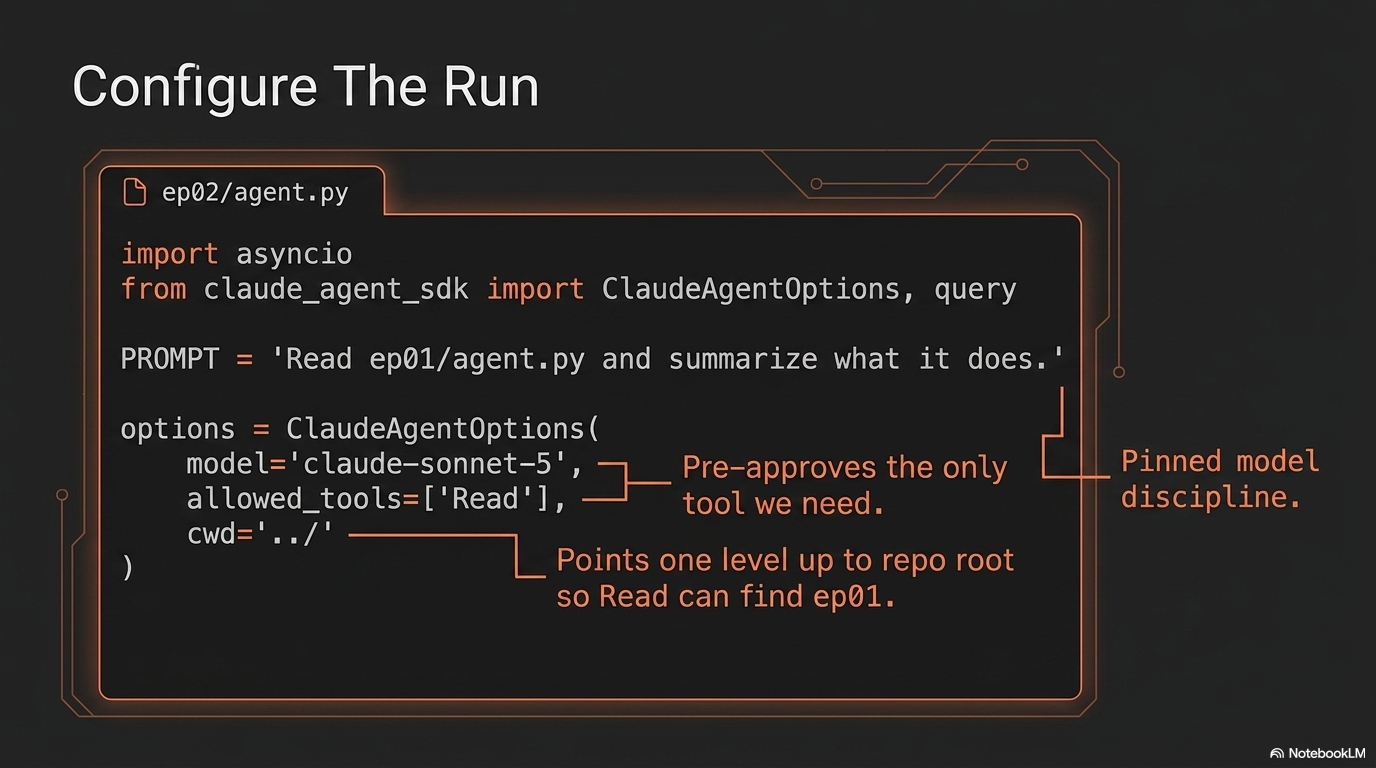 Configure The Run
ep02/agent.py
import asyncio
from claude_agent_sdk import ClaudeAgentOptions, query
PROMPT = 'Read ep01/agent.py and summarize what it does.'
options = ClaudeAgentOptions(
    model='claude-sonnet-5',
    allowed_tools=['Read'],
    cwd='../'
)
Pre-approves the only
tool we need.
Points one level up to repo root
so Read can find ep01.
Pinned model
discipline.
NotebookLM